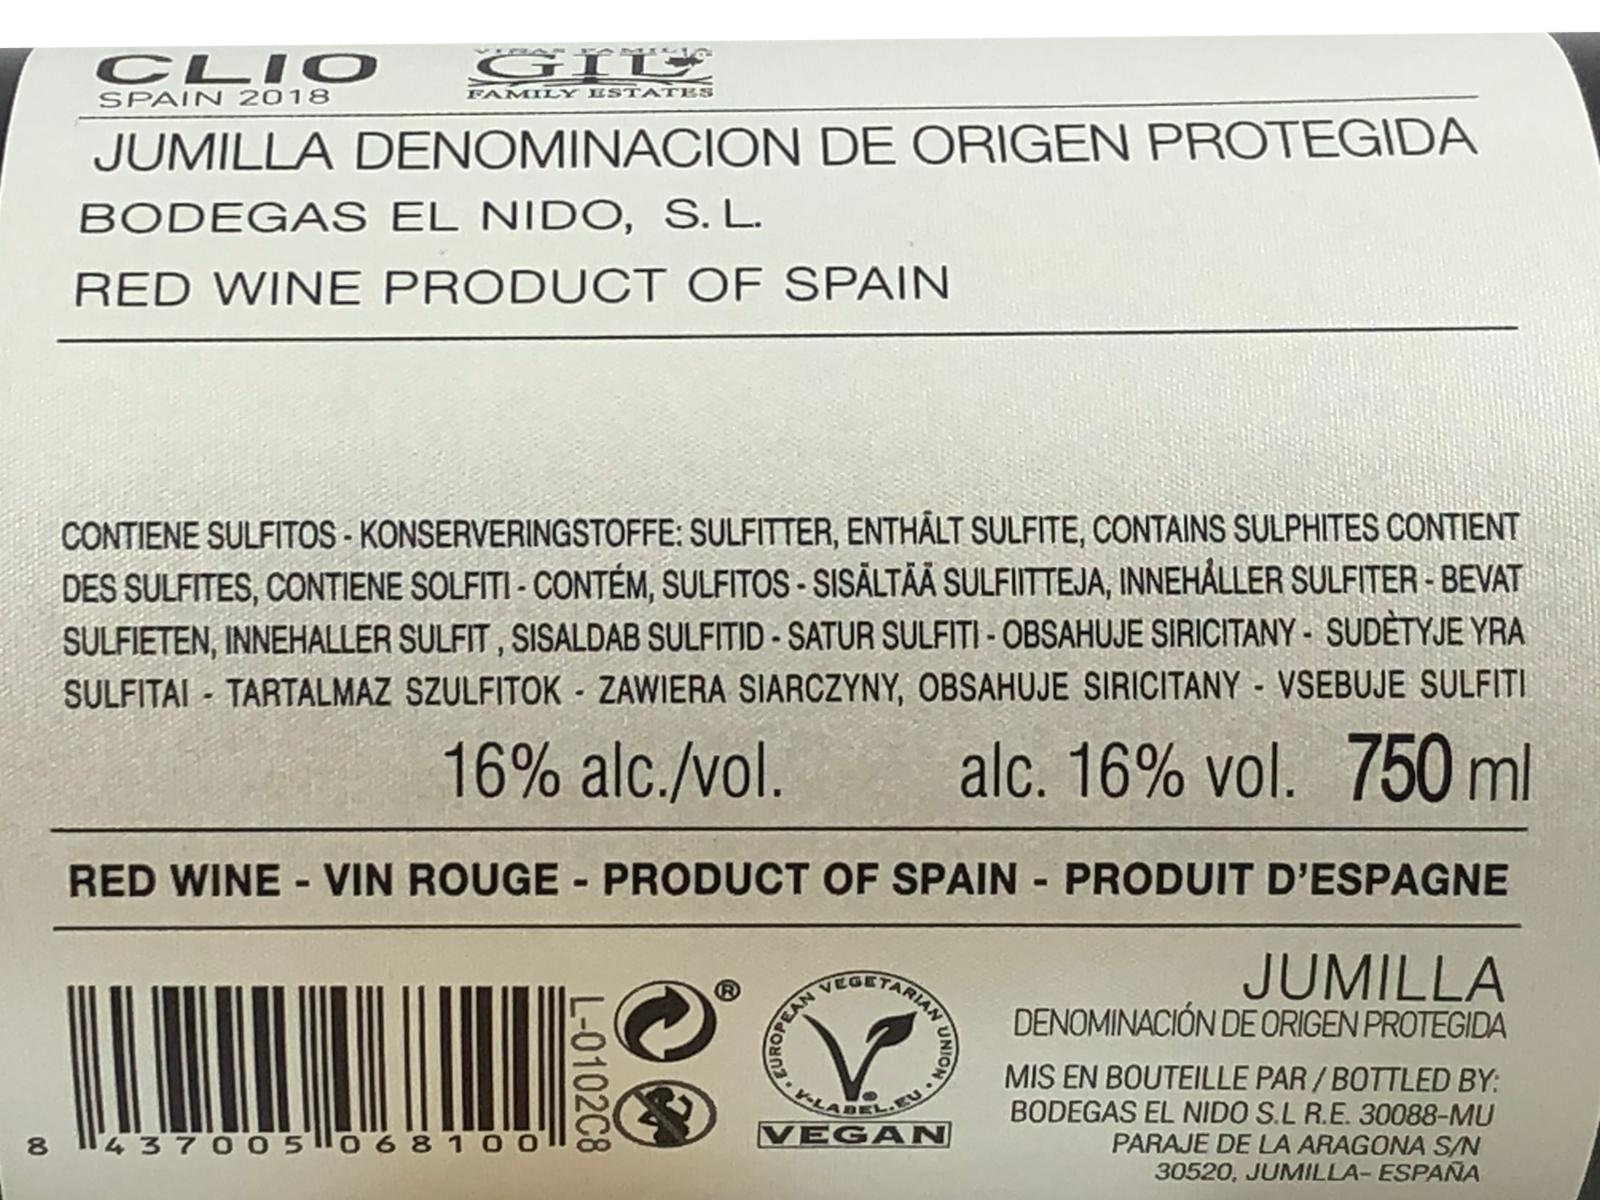 CLIO
SPAIN 2018
VIÑAS FAMILIA
GIL
FAMILY ESTATES
JUMILLA DENOMINACION DE ORIGEN PROTEGIDA
BODEGAS EL NIDO, S. L.
RED WINE PRODUCT OF SPAIN
CONTIENE SULFITOS - KONSERVERINGSTOFFE: SULFITTER, ENTHÂLT SULFITE, CONTAINS SULPHITES CONTIENT
DES SULFITES, CONTIENE SOLFITI - CONTÉM, SULFITOS - SISÄLTÄÄ SULFIITTEJA, INNEHÅLLER SULFITER - BEVAT
SULFIETEN, INNEHALLER SULFIT , SISALDAB SULFITID - SATUR SULFITI - OBSAHUJE SIRICITANY - SUDÈTYJE YRA
SULFITAI - TARTALMAZ SZULFITOK - ZAWIERA SIARCZYNY, OBSAHUJE SIRICITANY - VSEBUJE SULFITI
16% alc./vol. alc. 16% vol. 750 ml
RED WINE - VIN ROUGE - PRODUCT OF SPAIN - PRODUIT D'ESPAGNE
8 437005 068100
L-0102C8
®
EUROPEAN VEGETARIAN UNION
V-LABEL.EU
VEGAN
JUMILLA
DENOMINACIÓN DE ORIGEN PROTEGIDA
MIS EN BOUTEILLE PAR / BOTTLED BY:
BODEGAS EL NIDO S.L R.E. 30088-MU
PARAJE DE LA ARAGONA S/N
30520, JUMILLA- ESPAÑA